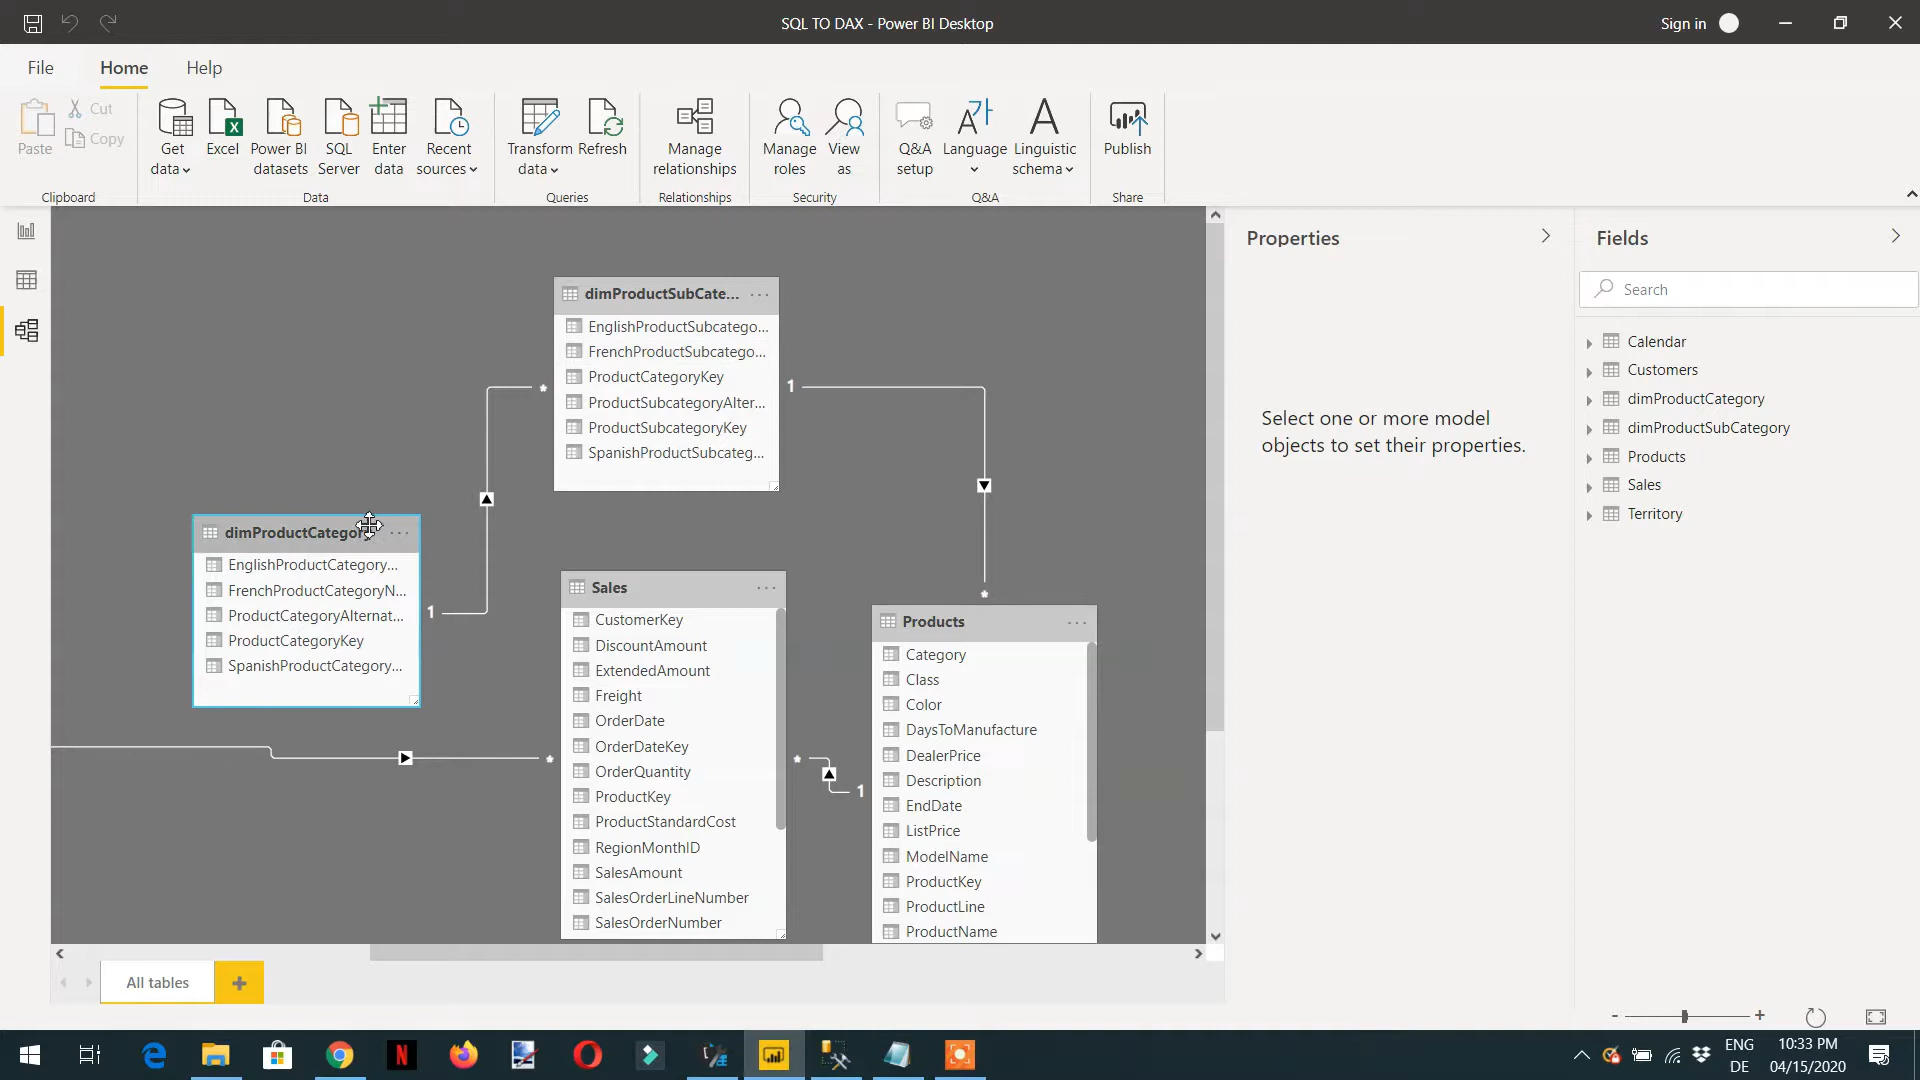 SQL TO DAX - Power BI Desktop
Sign in
File
Home
Help
Paste
Cut
Copy
Clipboard
Get data
Excel
Power BI datasets
SQL Server
Enter data
Recent sources
Data
Transform data
Refresh
Queries
Manage relationships
Relationships
Manage roles
View as
Security
Q&A setup
Language
Linguistic schema
Q&A
Publish
Share
dimProductSubCate...
EnglishProductSubcatego...
FrenchProductSubcatego...
ProductCategoryKey
ProductSubcategoryAlter...
ProductSubcategoryKey
SpanishProductSubcateg...
*
1
dimProductCategory
EnglishProductCategory...
FrenchProductCategoryN...
ProductCategoryAlternat...
ProductCategoryKey
SpanishProductCategory...
1
*
Sales
CustomerKey
DiscountAmount
ExtendedAmount
Freight
OrderDate
OrderDateKey
OrderQuantity
ProductKey
ProductStandardCost
RegionMonthID
SalesAmount
SalesOrderLineNumber
SalesOrderNumber
*
*
1
Products
Category
Class
Color
DaysToManufacture
DealerPrice
Description
EndDate
ListPrice
ModelName
ProductKey
ProductLine
ProductName
Properties
Select one or more model
objects to set their properties.
Fields
Search
Calendar
Customers
dimProductCategory
dimProductSubCategory
Products
Sales
Territory
All tables
+
- +
ENG
DE
10:33 PM
04/15/2020